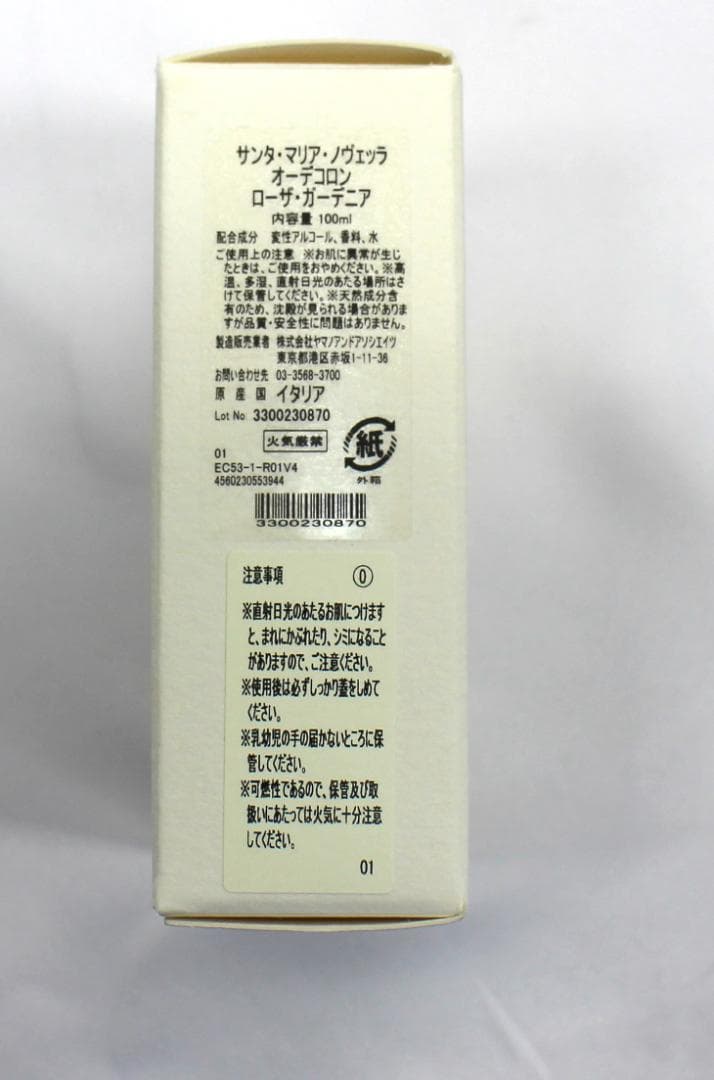 サンタ・マリア・ノヴェッラ
オーデコロン
ローザ・ガーデニア
内容量 100ml
配合成分 変性アルコール、香料、水
ご使用上の注意 ※お肌に異常が生じ
たときは、ご使用をおやめください。※高
温、多湿、直射日光のあたる場所はさ
けて保管してください。※天然成分含
有のため、沈殿が見られる場合がありま
すが品質・安全性に問題はありません。
製造販売業者 株式会社ヤマノアンドアソシエイツ
東京都港区赤坂1-11-36
お問い合わせ先 03-3568-3700
原産国 イタリア
Lot No. 3300230870
火気厳禁
紙
外箱
01
EC53-1-R01V4
4560230553944
3300230870
注意事項 ⓪
※直射日光のあたるお肌につけます
と、まれにかぶれたり、シミになること
がありますので、ご注意ください。
※使用後は必ずしっかり蓋をしめて
ください。
※乳幼児の手の届かないところに保
管してください。
※可燃性であるので、保管及び取
扱いにあたっては火気に十分注意
してください。
01